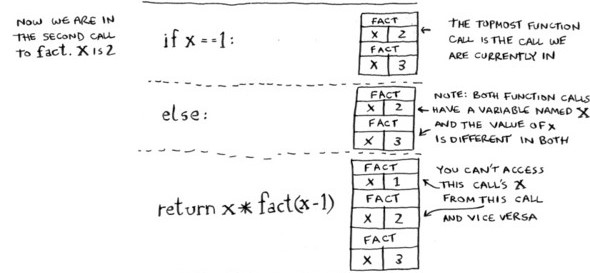 NOW WE ARE IN
THE SECOND CALL
TO fact. X IS 2
if x==1:
FACT
X 2
FACT
X 3
← THE TOPMOST FUNCTION
CALL IS THE CALL WE
ARE CURRENTLY IN
else:
FACT
X 2
FACT
X 3
NOTE: BOTH FUNCTION CALLS
HAVE A VARIABLE NAMED X
AND THE VALUE OF X
IS DIFFERENT IN BOTH
return x*fact(x-1)
FACT
X 1
FACT
X 2
FACT
X 3
YOU CAN'T ACCESS
THIS CALL'S X
FROM THIS CALL
AND VICE VERSA